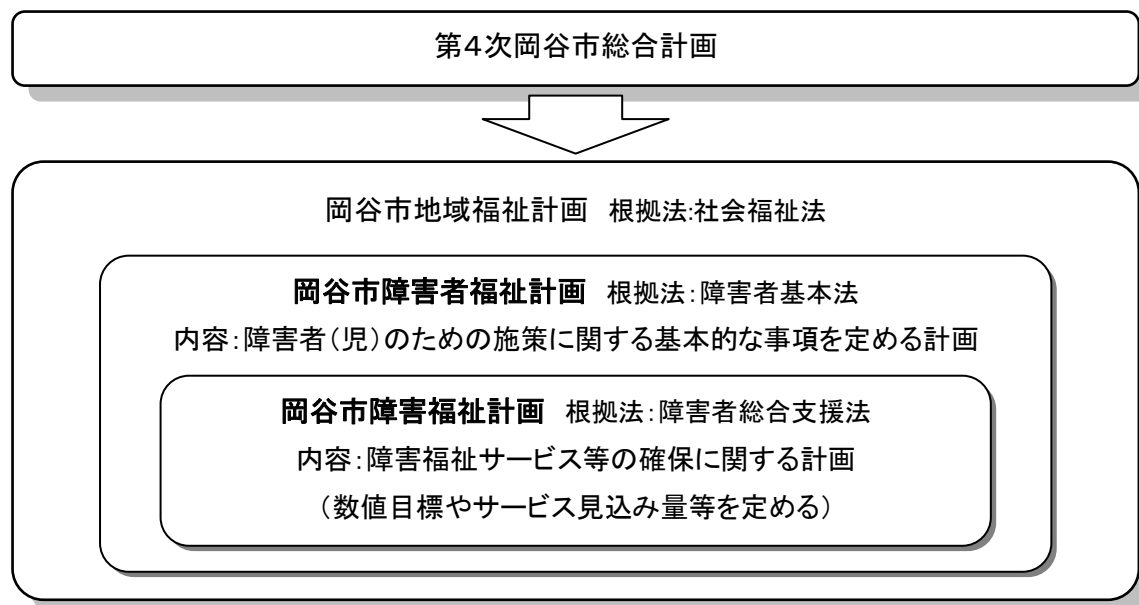 第4次岡谷市総合計画
岡谷市地域福祉計画 根拠法:社会福祉法
岡谷市障害者福祉計画 根拠法：障害者基本法
内容：障害者（児）のための施策に関する基本的な事項を定める計画
岡谷市障害福祉計画 根拠法：障害者総合支援法
内容：障害福祉サービス等の確保に関する計画
（数値目標やサービス見込み量等を定める）